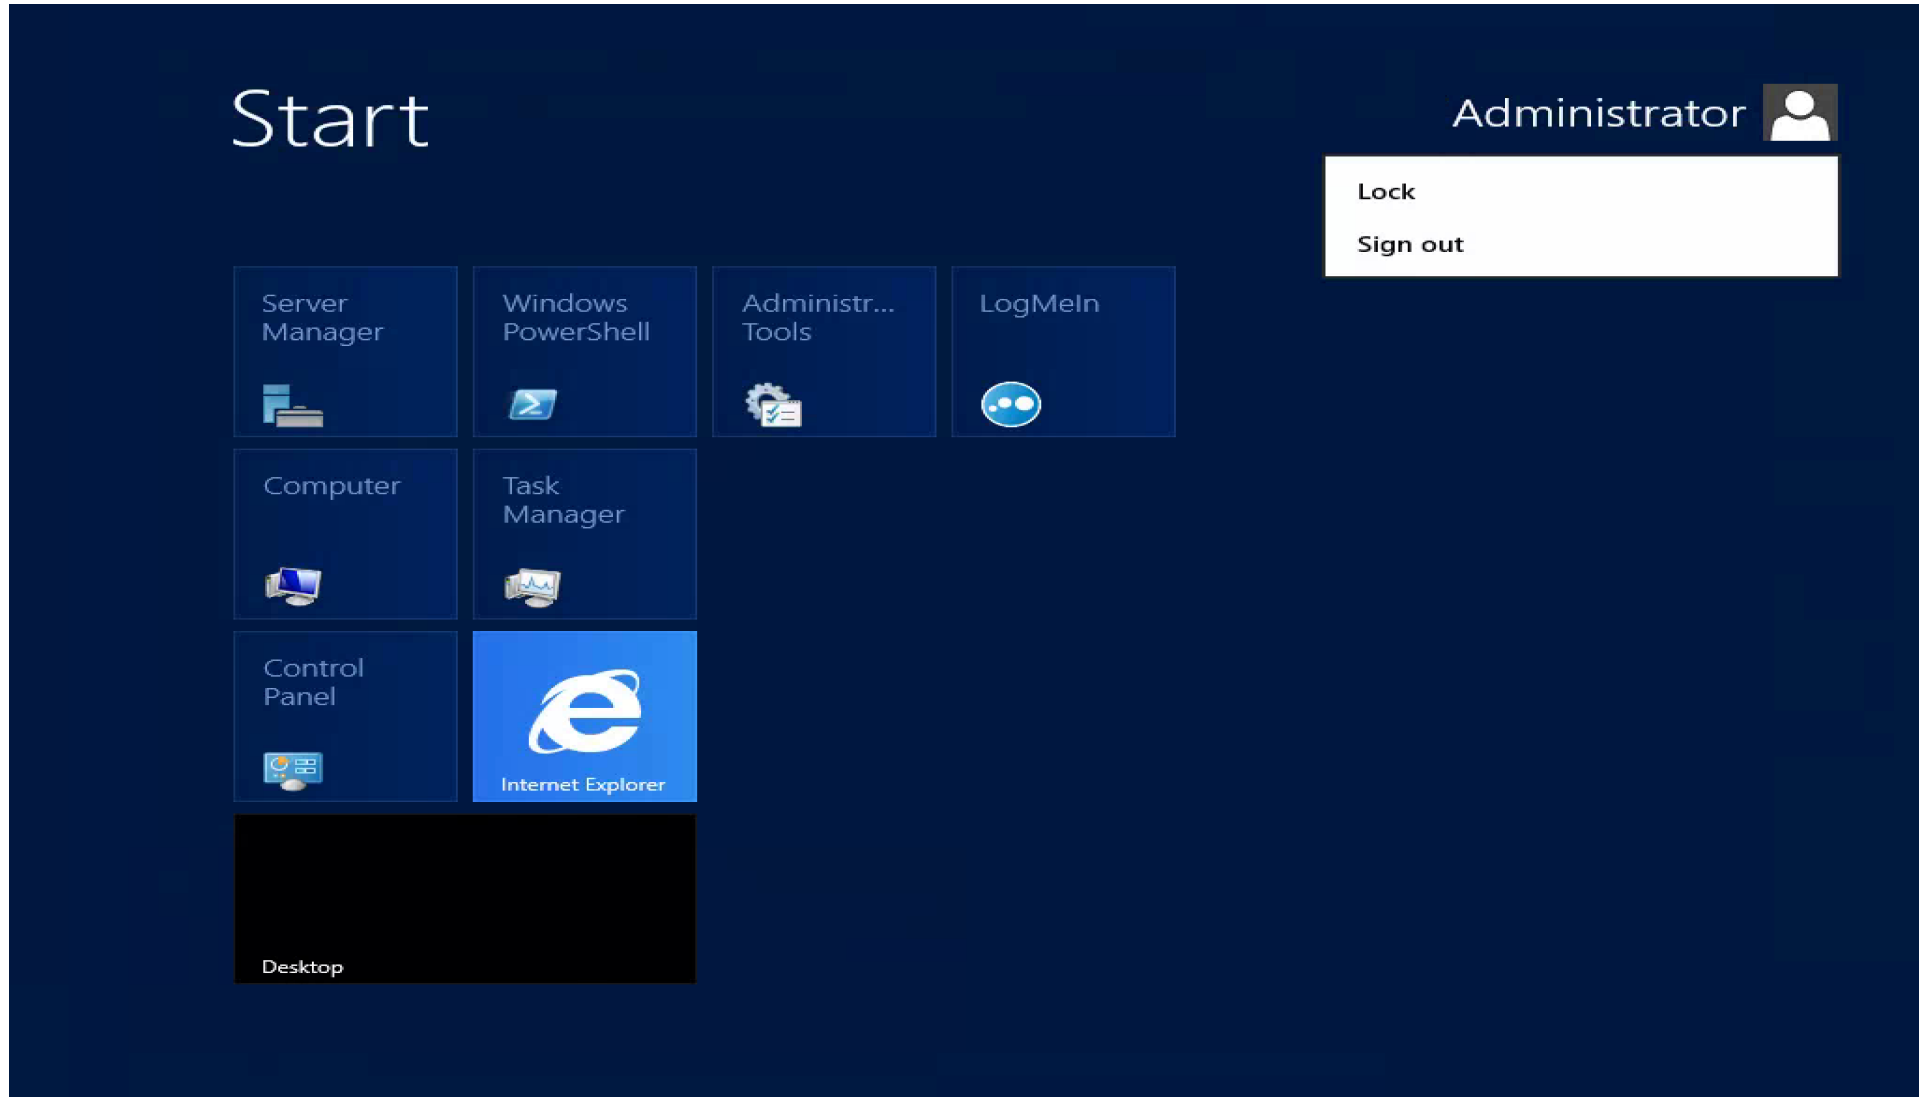 Start
Administrator
Lock
Sign out
Server
Manager
Windows
PowerShell
Administr...
Tools
LogMeIn
Computer
Task
Manager
Control
Panel
Internet Explorer
Desktop